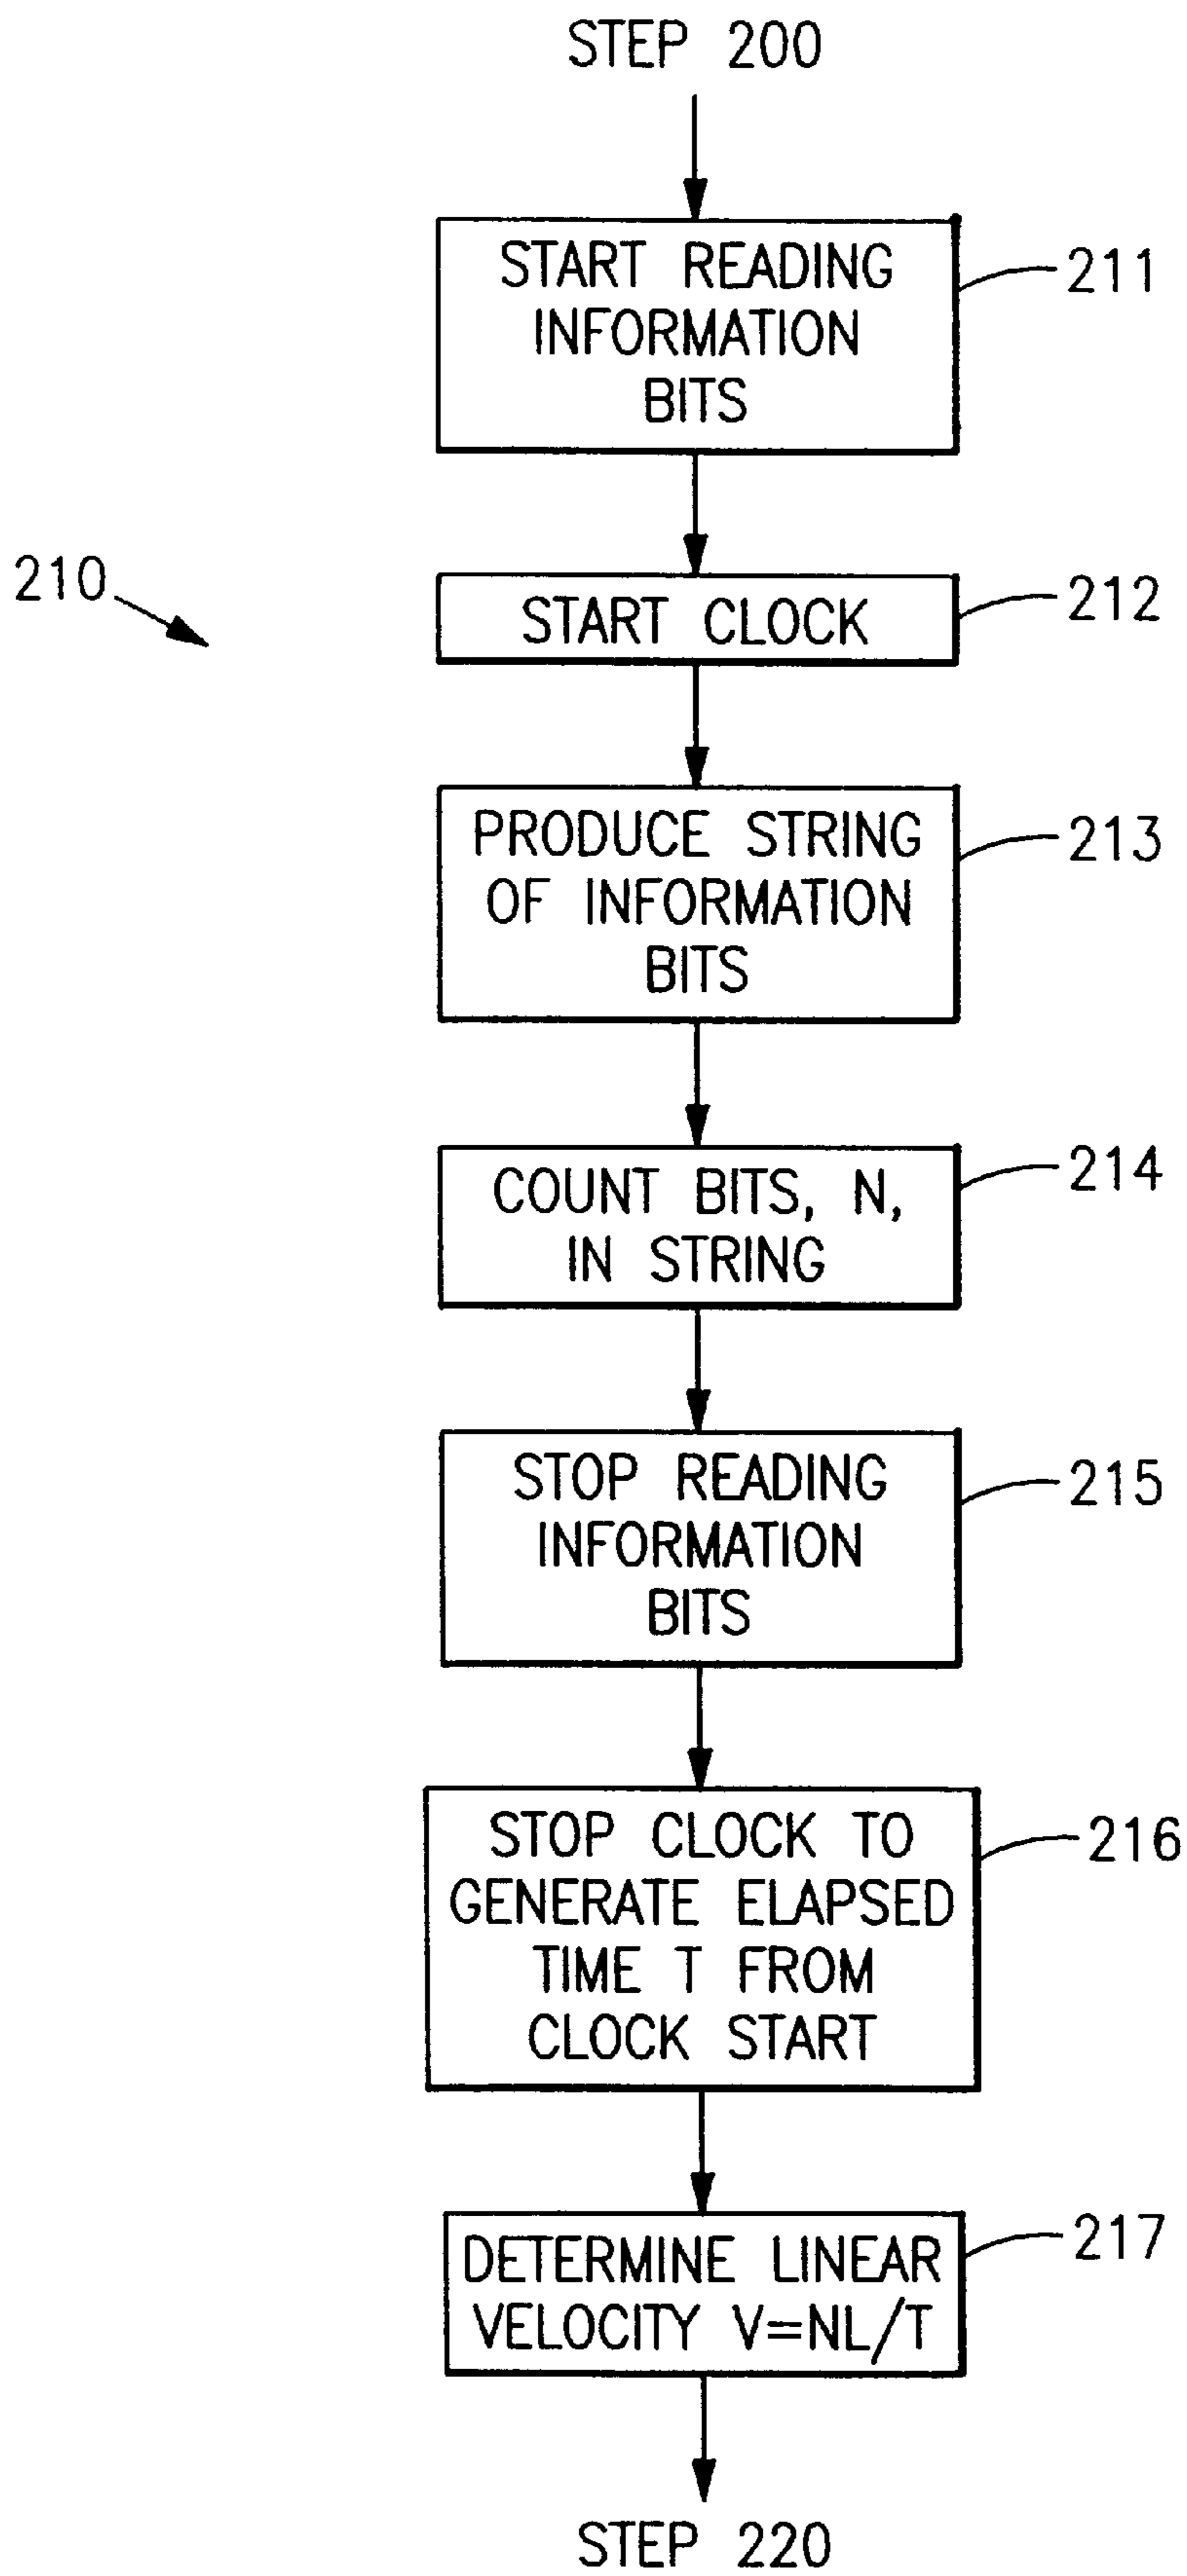 STEP 200
START READING
INFORMATION
BITS
211
210
START CLOCK
212
PRODUCE STRING
OF INFORMATION
BITS
213
COUNT BITS, N,
IN STRING
214
STOP READING
INFORMATION
BITS
215
STOP CLOCK TO
GENERATE ELAPSED
TIME T FROM
CLOCK START
216
DETERMINE LINEAR
VELOCITY V=NL/T
217
STEP 220